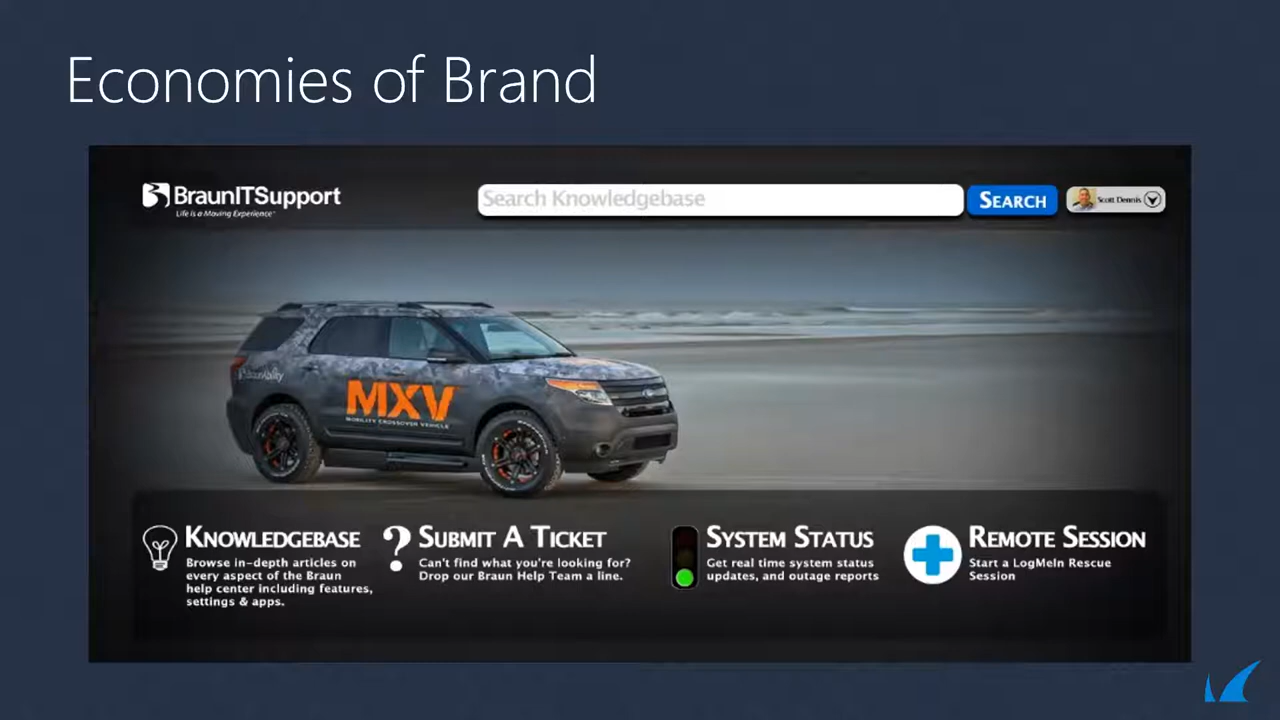 Economies of Brand
BraunITSupport
Life is a Moving Experience™
Search Knowledgebase
SEARCH
Scott Dennis
BraunAbility
MXV
MOBILITY CROSSOVER VEHICLE
KNOWLEDGEBASE
Browse in-depth articles on
every aspect of the Braun
help center including features,
settings & apps.
SUBMIT A TICKET
Can't find what you're looking for?
Drop our Braun Help Team a line.
SYSTEM STATUS
Get real time system status
updates, and outage reports
REMOTE SESSION
Start a LogMeIn Rescue
Session